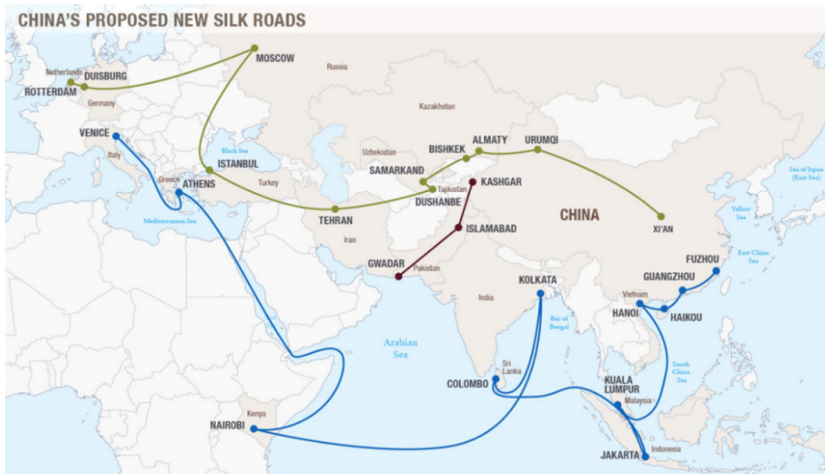 CHINA'S PROPOSED NEW SILK ROADS
MOSCOW
Netherlands
DUISBURG
ROTTERDAM
Russia
Germany
Kazakhstan
VENICE
ALMATY
URUMQI
BISHKEK
Black Sea
Uzbekistan
Italy
ISTANBUL
SAMARKAND
Sea of Japan
(East Sea)
Greece
ATHENS
Turkey
Tajikistan
KASHGAR
DUSHANBE
Yellow
Sea
Mediterranean Sea
TEHRAN
CHINA
XI'AN
ISLAMABAD
Iran
East China
Sea
FUZHOU
GWADAR
Pakistan
GUANGZHOU
KOLKATA
India
Vietnam
HANOI
HAIKOU
Bay of
Bengal
Arabian
Sea
South
China Sea
Sri
Lanka
COLOMBO
KUALA
LUMPUR
Malaysia
Kenya
NAIROBI
Indonesia
JAKARTA